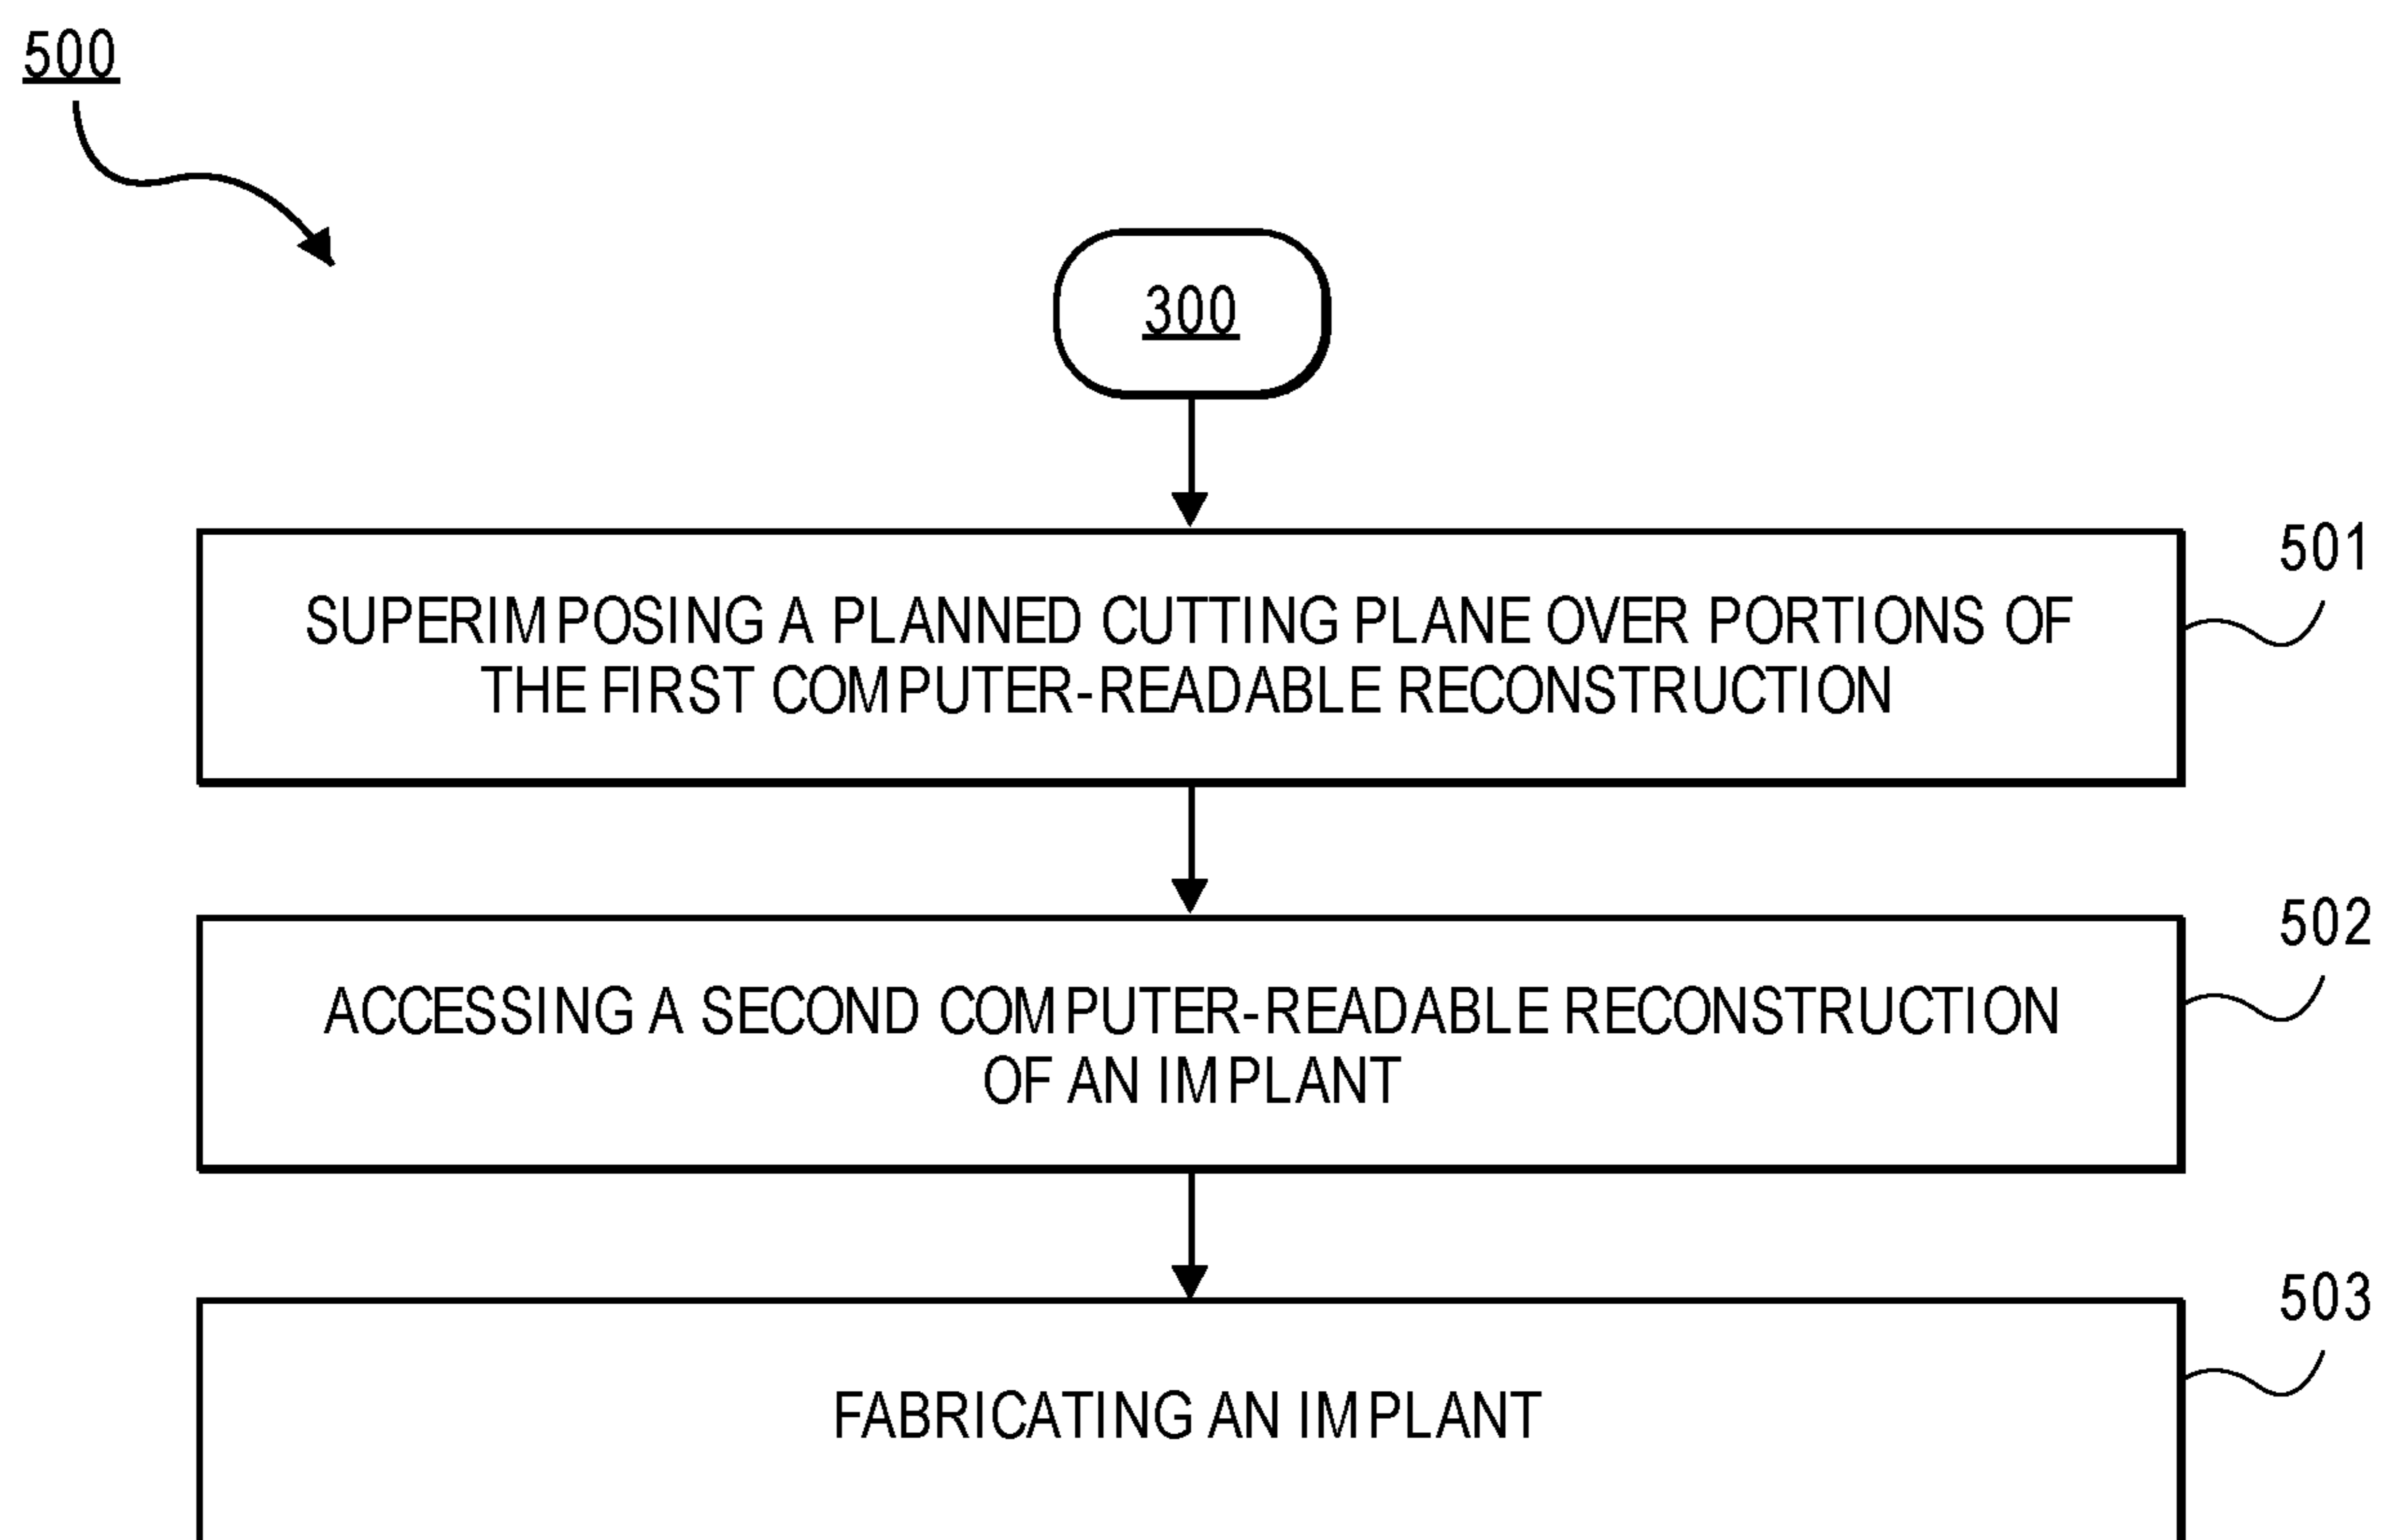 500
300
501
SUPERIMPOSING A PLANNED CUTTING PLANE OVER PORTIONS OF
THE FIRST COMPUTER-READABLE RECONSTRUCTION
502
ACCESSING A SECOND COMPUTER-READABLE RECONSTRUCTION
OF AN IMPLANT
503
FABRICATING AN IMPLANT